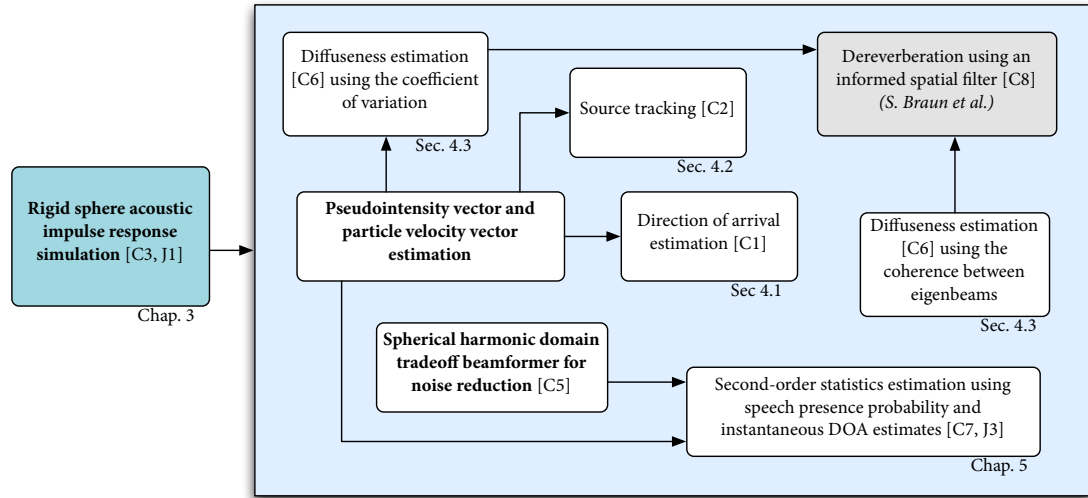 Diffuseness estimation
[C6] using the coefficient
of variation
Sec. 4.3
Source tracking [C2]
Sec. 4.2
Dereverberation using an
informed spatial filter [C8]
(S. Braun et al.)
Rigid sphere acoustic
impulse response
simulation [C3, J1]
Chap. 3
Pseudointensity vector and
particle velocity vector
estimation
Direction of arrival
estimation [C1]
Sec 4.1
Diffuseness estimation
[C6] using the
coherence between
eigenbeams
Sec. 4.3
Spherical harmonic domain
tradeoff beamformer for
noise reduction [C5]
Second-order statistics estimation using
speech presence probability and
instantaneous DOA estimates [C7, J3]
Chap. 5